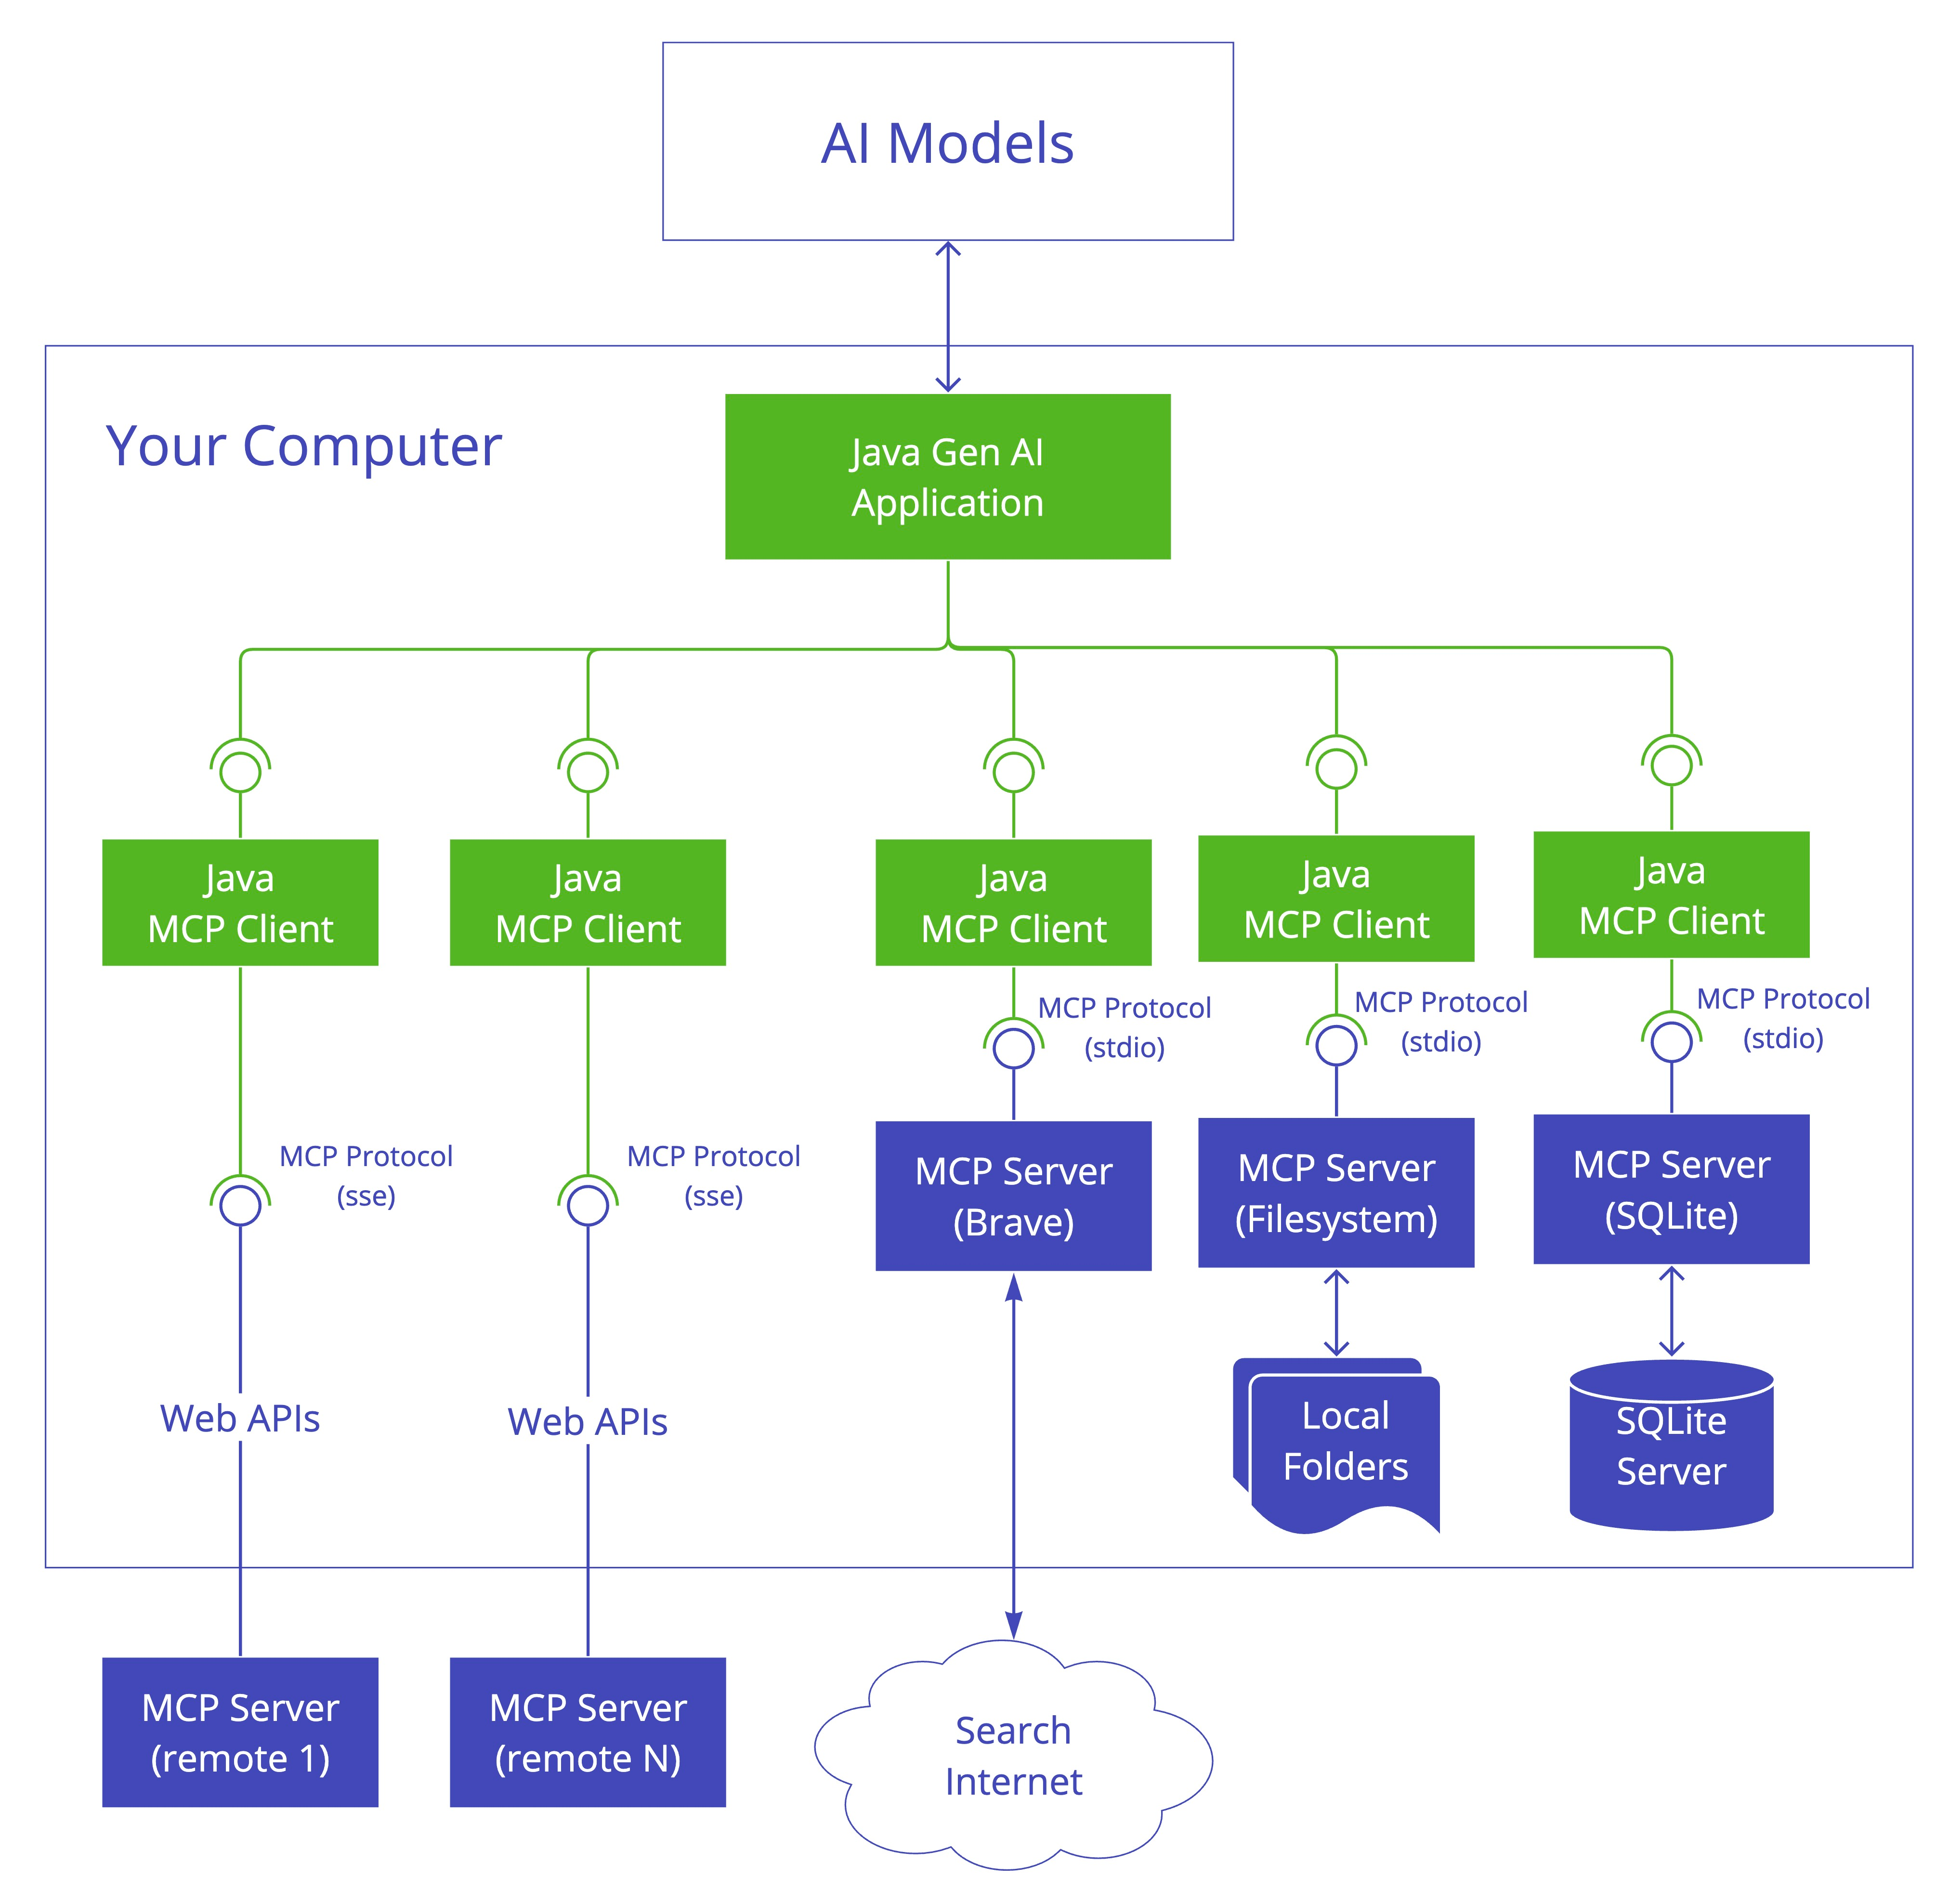 AI Models
Your Computer
Java Gen AI
Application
Java
MCP Client
Java
MCP Client
Java
MCP Client
Java
MCP Client
Java
MCP Client
MCP Protocol
(stdio)
MCP Protocol
(stdio)
MCP Protocol
(stdio)
MCP Protocol
(sse)
MCP Protocol
(sse)
MCP Server
(Brave)
MCP Server
(Filesystem)
MCP Server
(SQLite)
Web APIs
Web APIs
Local
Folders
SQLite
Server
MCP Server
(remote 1)
MCP Server
(remote N)
Search
Internet